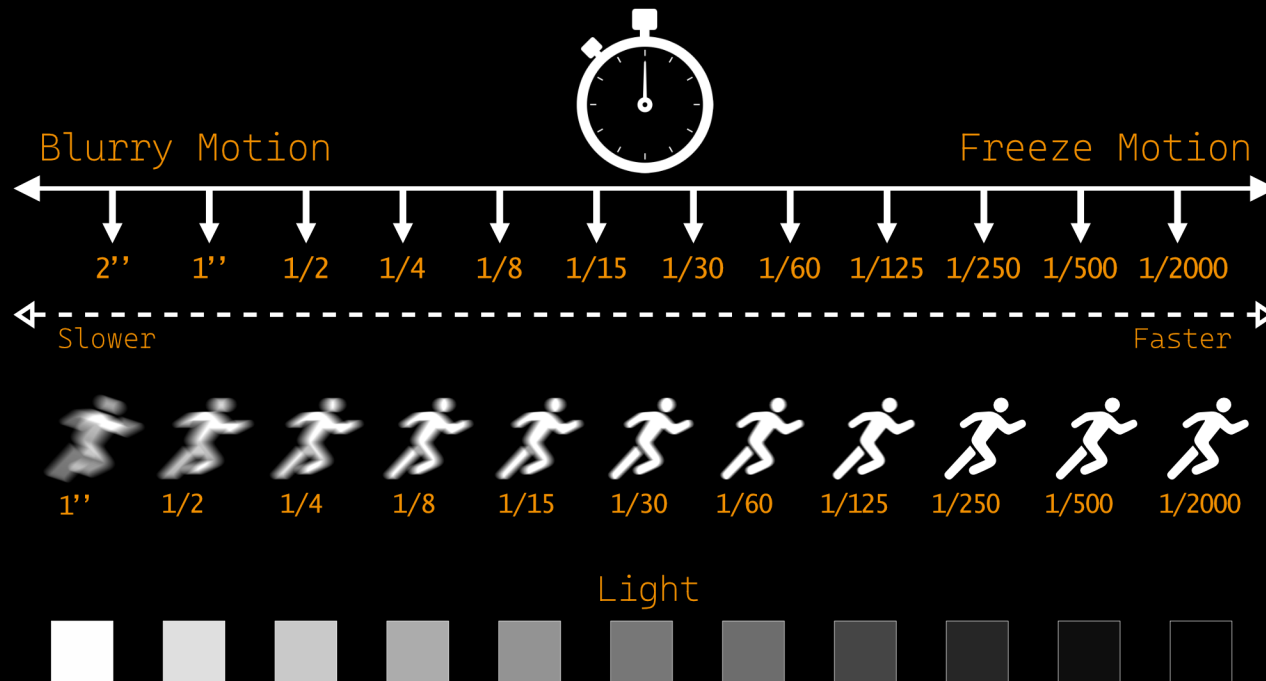 Blurry Motion
Freeze Motion
2’’ 1’’ 1/2 1/4 1/8 1/15 1/30 1/60 1/125 1/250 1/500 1/2000
Slower
Faster
1’’ 1/2 1/4 1/8 1/15 1/30 1/60 1/125 1/250 1/500 1/2000
Light